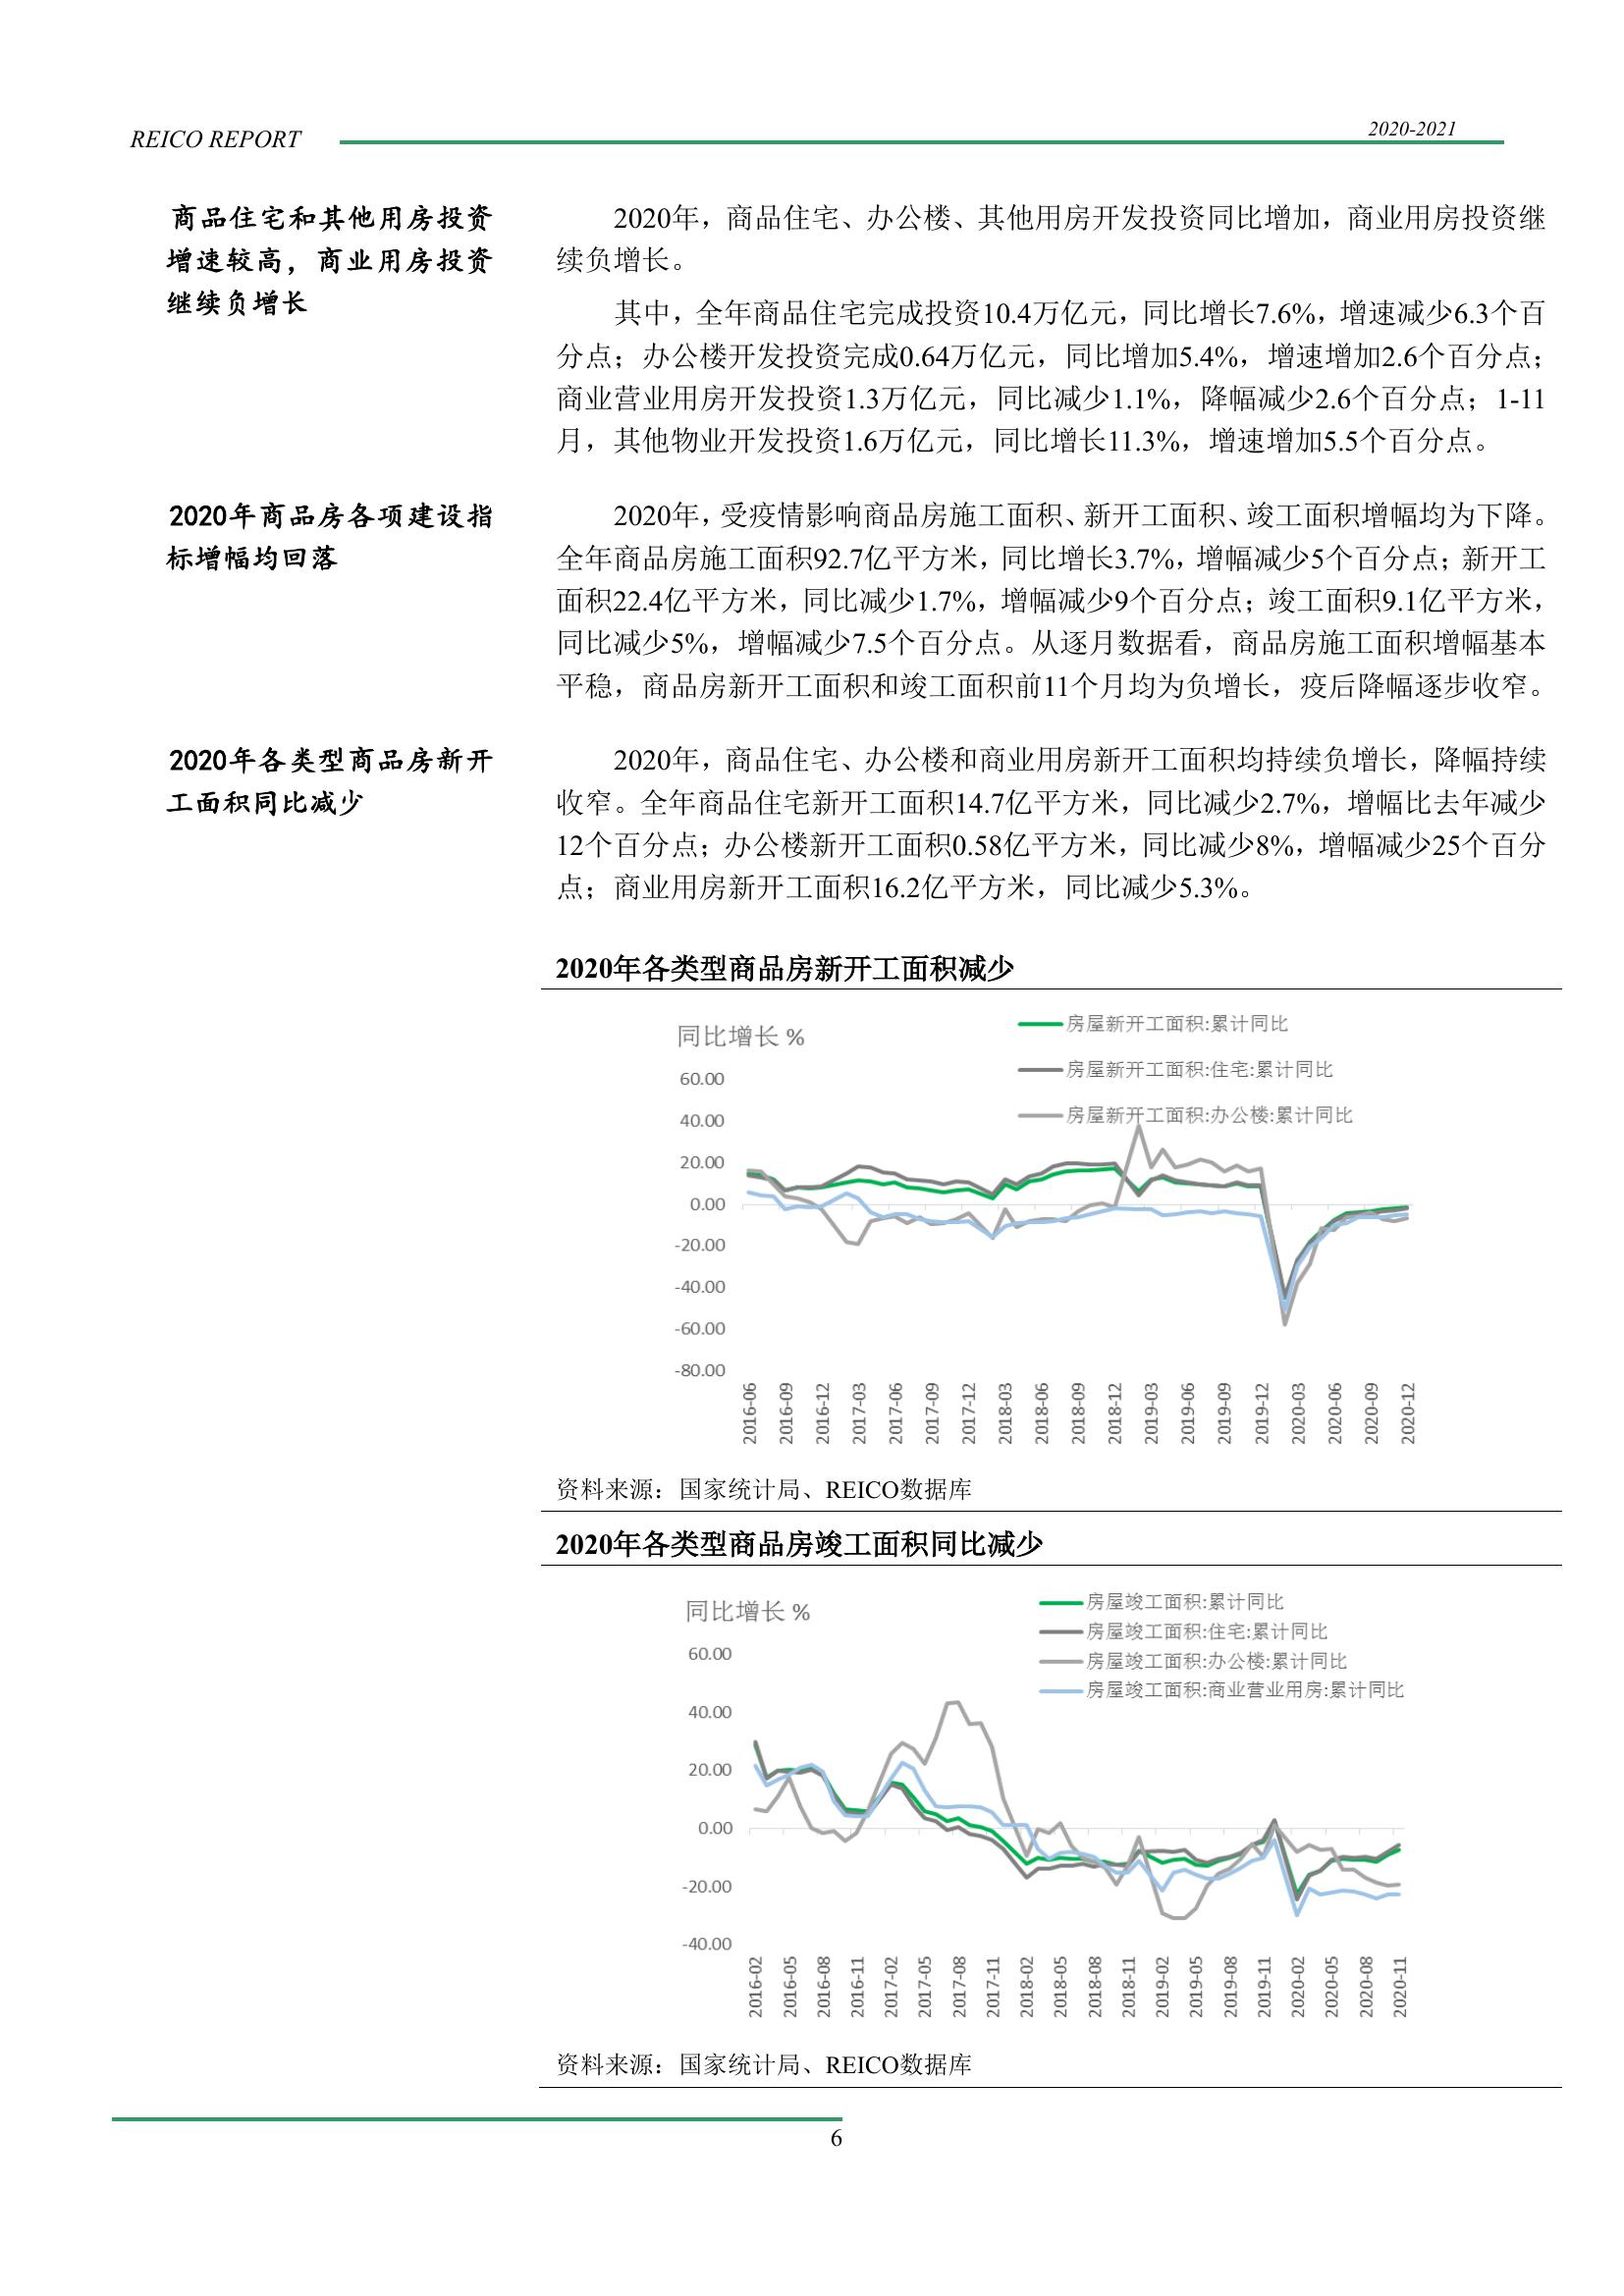 REICO REPORT
2020-2021
商品住宅和其他用房投资
增速较高，商业用房投资
继续负增长
2020年，商品住宅、办公楼、其他用房开发投资同比增加，商业用房投资继
续负增长。
其中，全年商品住宅完成投资10.4万亿元，同比增长7.6%，增速减少6.3个百
分点；办公楼开发投资完成0.64万亿元，同比增加5.4%，增速增加2.6个百分点；
商业营业用房开发投资1.3万亿元，同比减少1.1%，降幅减少2.6个百分点；1-11
月，其他物业开发投资1.6万亿元，同比增长11.3%，增速增加5.5个百分点。
2020年商品房各项建设指
标增幅均回落
2020年，受疫情影响商品房施工面积、新开工面积、竣工面积增幅均为下降。
全年商品房施工面积92.7亿平方米，同比增长3.7%，增幅减少5个百分点；新开工
面积22.4亿平方米，同比减少1.7%，增幅减少9个百分点；竣工面积9.1亿平方米，
同比减少5%，增幅减少7.5个百分点。从逐月数据看，商品房施工面积增幅基本
平稳，商品房新开工面积和竣工面积前11个月均为负增长，疫后降幅逐步收窄。
2020年各类型商品房新开
工面积同比减少
2020年，商品住宅、办公楼和商业用房新开工面积均持续负增长，降幅持续
收窄。全年商品住宅新开工面积14.7亿平方米，同比减少2.7%，增幅比去年减少
12个百分点；办公楼新开工面积0.58亿平方米，同比减少8%，增幅减少25个百分
点；商业用房新开工面积16.2亿平方米，同比减少5.3%。
2020年各类型商品房新开工面积减少
同比增长 %
房屋新开工面积:累计同比
房屋新开工面积:住宅:累计同比
房屋新开工面积:办公楼:累计同比
60.00
40.00
20.00
0.00
-20.00
-40.00
-60.00
-80.00
2016-06
2016-09
2016-12
2017-03
2017-06
2017-09
2017-12
2018-03
2018-06
2018-09
2018-12
2019-03
2019-06
2019-09
2019-12
2020-03
2020-06
2020-09
2020-12
资料来源：国家统计局、REICO数据库
2020年各类型商品房竣工面积同比减少
同比增长 %
房屋竣工面积:累计同比
房屋竣工面积:住宅:累计同比
房屋竣工面积:办公楼:累计同比
房屋竣工面积:商业营业用房:累计同比
60.00
40.00
20.00
0.00
-20.00
-40.00
2016-02
2016-05
2016-08
2016-11
2017-02
2017-05
2017-08
2017-11
2018-02
2018-05
2018-08
2018-11
2019-02
2019-05
2019-08
2019-11
2020-02
2020-05
2020-08
2020-11
资料来源：国家统计局、REICO数据库
6